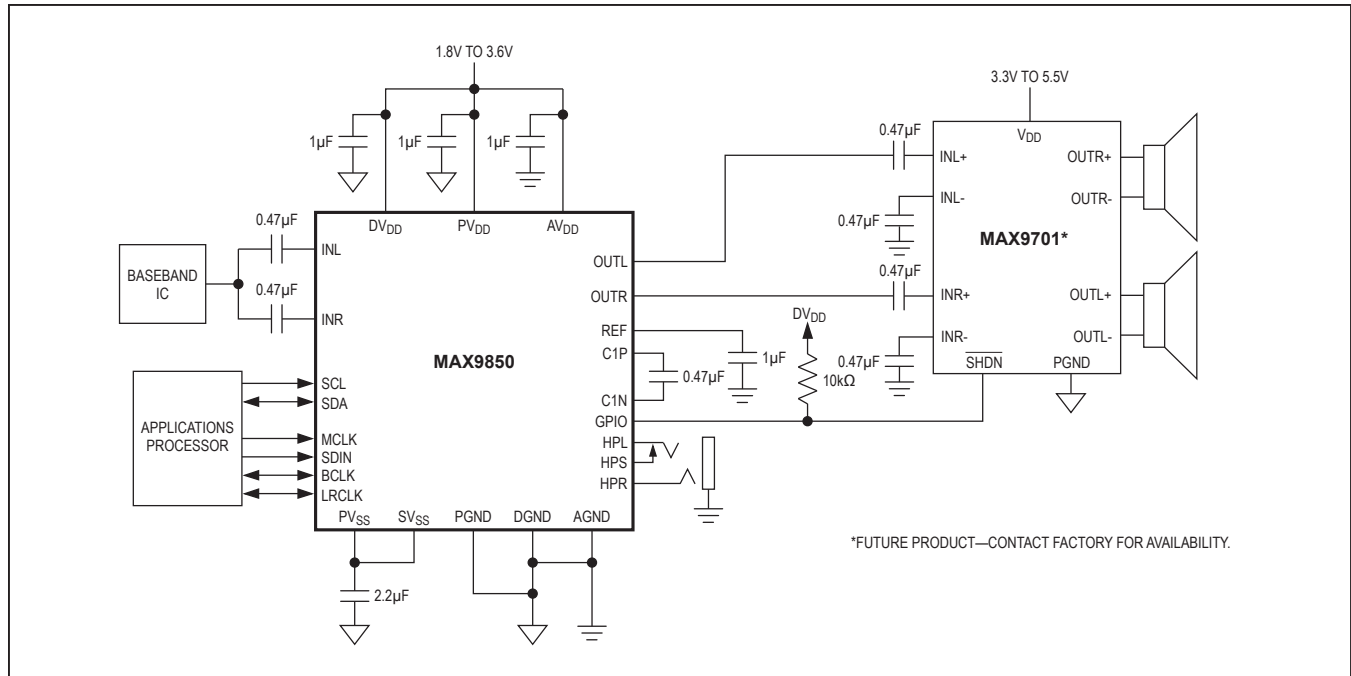 1.8V TO 3.6V
1µF
1µF
1µF
DVDD
PVDD
AVDD
BASEBAND
IC
0.47µF
0.47µF
INL
INR
APPLICATIONS
PROCESSOR
SCL
SDA
MCLK
SDIN
BCLK
LRCLK
MAX9850
OUTL
OUTR
REF
C1P
C1N
GPIO
HPL
HPS
HPR
PVSS
SVSS
PGND
DGND
AGND
2.2µF
1µF
0.47µF
DVDD
10kΩ
3.3V TO 5.5V
0.47µF
0.47µF
0.47µF
0.47µF
VDD
INL+
INL-
INR+
INR-
MAX9701*
OUTR+
OUTR-
OUTL+
OUTL-
SHDN
PGND
*FUTURE PRODUCT—CONTACT FACTORY FOR AVAILABILITY.